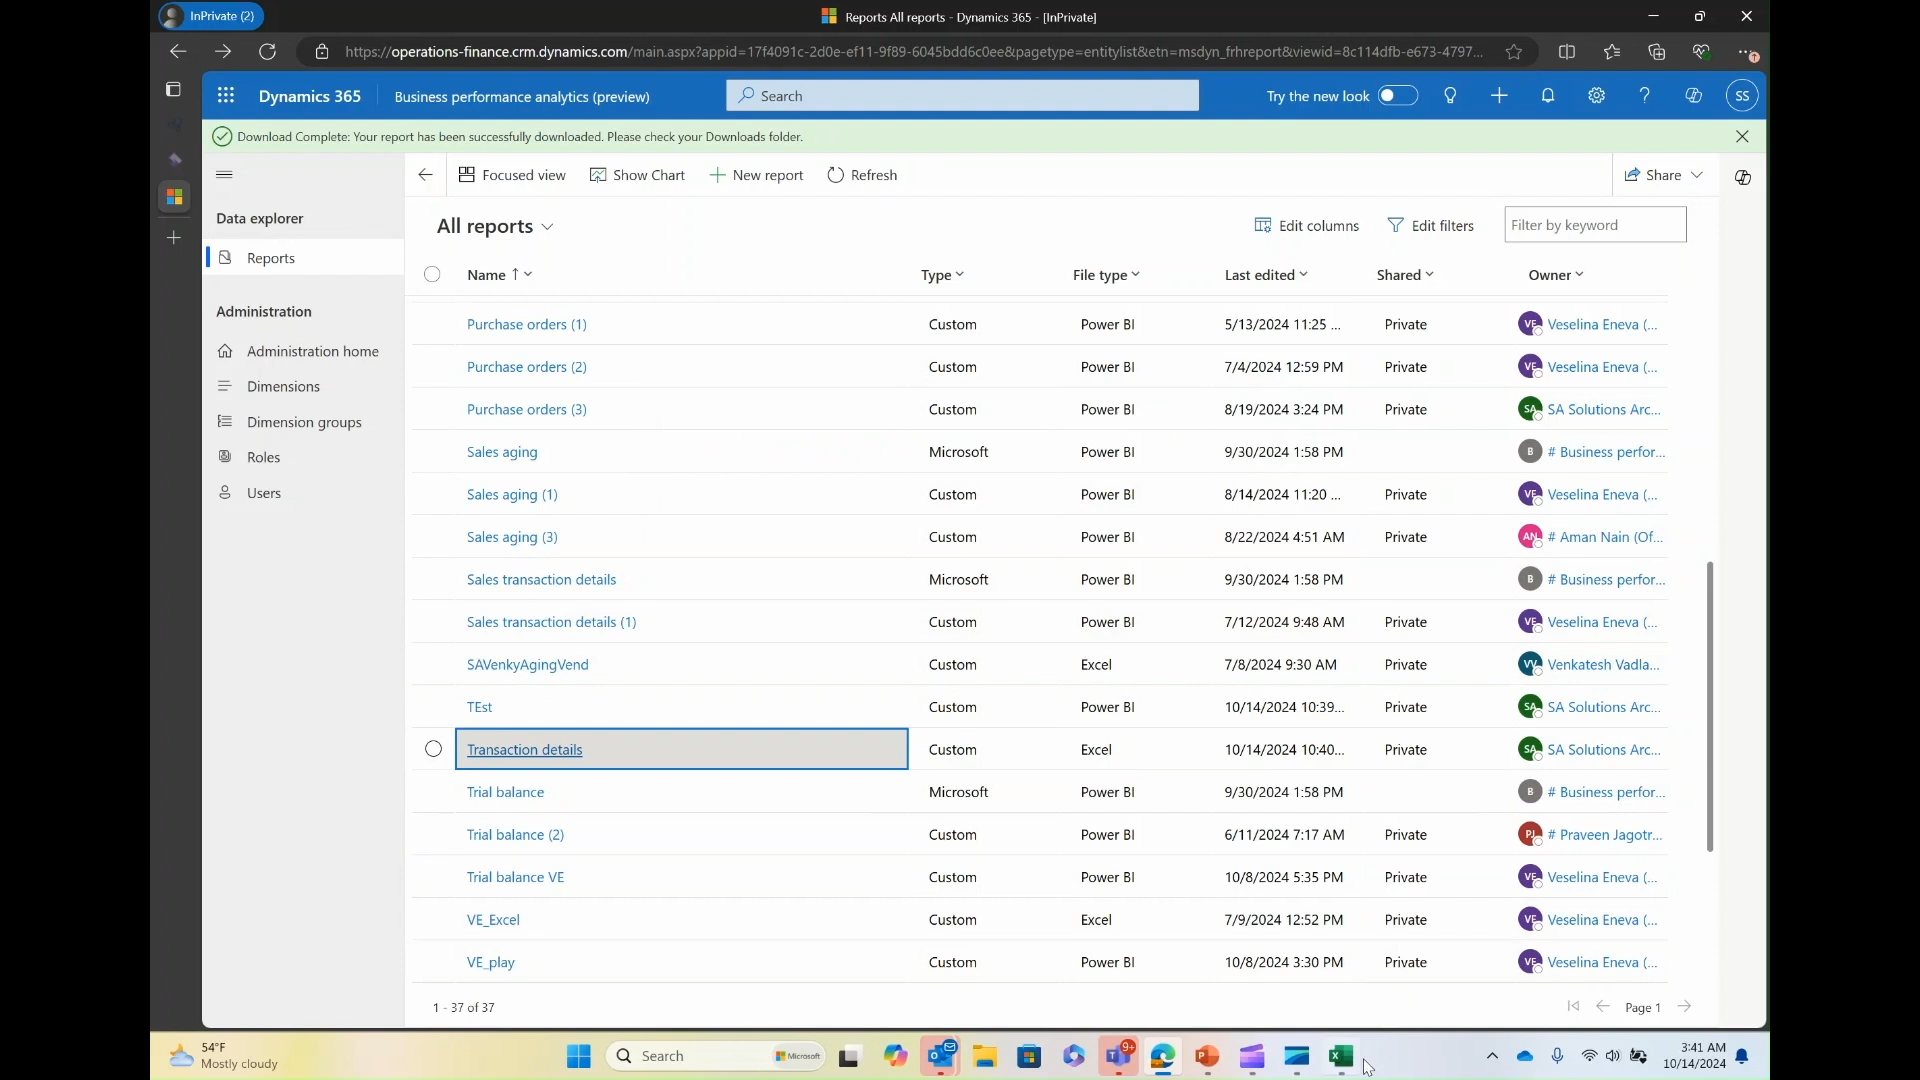 InPrivate (2)
Reports All reports - Dynamics 365 - [InPrivate]
https://operations-finance.crm.dynamics.com/main.aspx?appid=17f4091c-2d0e-ef11-9f89-6045bdd6c0ee&pagetype=entitylist&etn=msdyn_frhreport&viewid=8c114dfb-e673-4797...
Dynamics 365
Business performance analytics (preview)
Search
Try the new look
SS
Download Complete: Your report has been successfully downloaded. Please check your Downloads folder.
Focused view
Show Chart
New report
Refresh
Share
Data explorer
Reports
Administration
Administration home
Dimensions
Dimension groups
Roles
Users
All reports
Edit columns
Edit filters
Filter by keyword
Name Type File type Last edited Shared Owner
Purchase orders (1) Custom Power BI 5/13/2024 11:25 ... Private VE Veselina Eneva (...
Purchase orders (2) Custom Power BI 7/4/2024 12:59 PM Private VE Veselina Eneva (...
Purchase orders (3) Custom Power BI 8/19/2024 3:24 PM Private SA SA Solutions Arc...
Sales aging Microsoft Power BI 9/30/2024 1:58 PM B # Business perfor...
Sales aging (1) Custom Power BI 8/14/2024 11:20 ... Private VE Veselina Eneva (...
Sales aging (3) Custom Power BI 8/22/2024 4:51 AM Private AN # Aman Nain (Of...
Sales transaction details Microsoft Power BI 9/30/2024 1:58 PM B # Business perfor...
Sales transaction details (1) Custom Power BI 7/12/2024 9:48 AM Private VE Veselina Eneva (...
SAVenkyAgingVend Custom Excel 7/8/2024 9:30 AM Private VV Venkatesh Vadla...
TEst Custom Power BI 10/14/2024 10:39... Private SA SA Solutions Arc...
Transaction details Custom Excel 10/14/2024 10:40... Private SA SA Solutions Arc...
Trial balance Microsoft Power BI 9/30/2024 1:58 PM B # Business perfor...
Trial balance (2) Custom Power BI 6/11/2024 7:17 AM Private PJ # Praveen Jagotr...
Trial balance VE Custom Power BI 10/8/2024 5:35 PM Private VE Veselina Eneva (...
VE_Excel Custom Excel 7/9/2024 12:52 PM Private VE Veselina Eneva (...
VE_play Custom Power BI 10/8/2024 3:30 PM Private VE Veselina Eneva (...
1 - 37 of 37
Page 1
54°F
Mostly cloudy
Search
Microsoft
9+
3:41 AM
10/14/2024